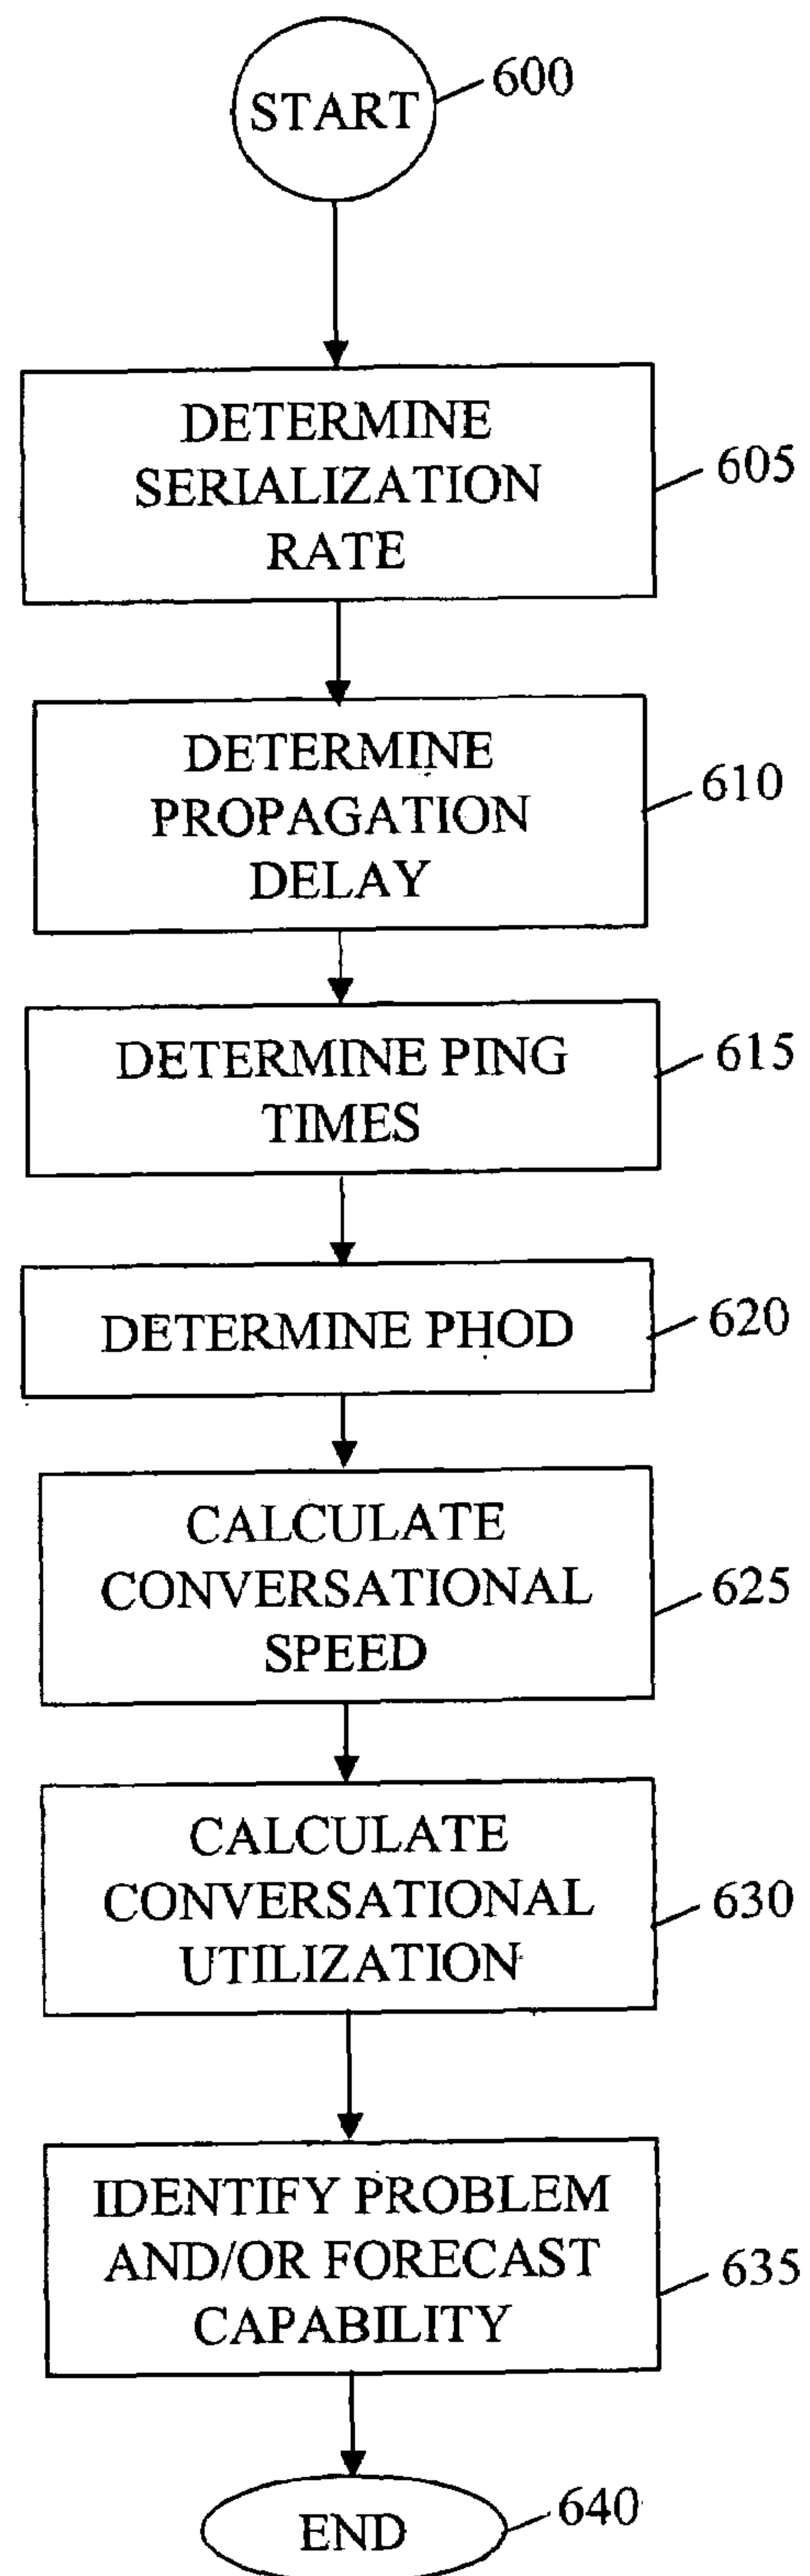 START
600
DETERMINE
SERIALIZATION
RATE
605
DETERMINE
PROPAGATION
DELAY
610
DETERMINE PING
TIMES
615
DETERMINE PHOD
620
CALCULATE
CONVERSATIONAL
SPEED
625
CALCULATE
CONVERSATIONAL
UTILIZATION
630
IDENTIFY PROBLEM
AND/OR FORECAST
CAPABILITY
635
END
640